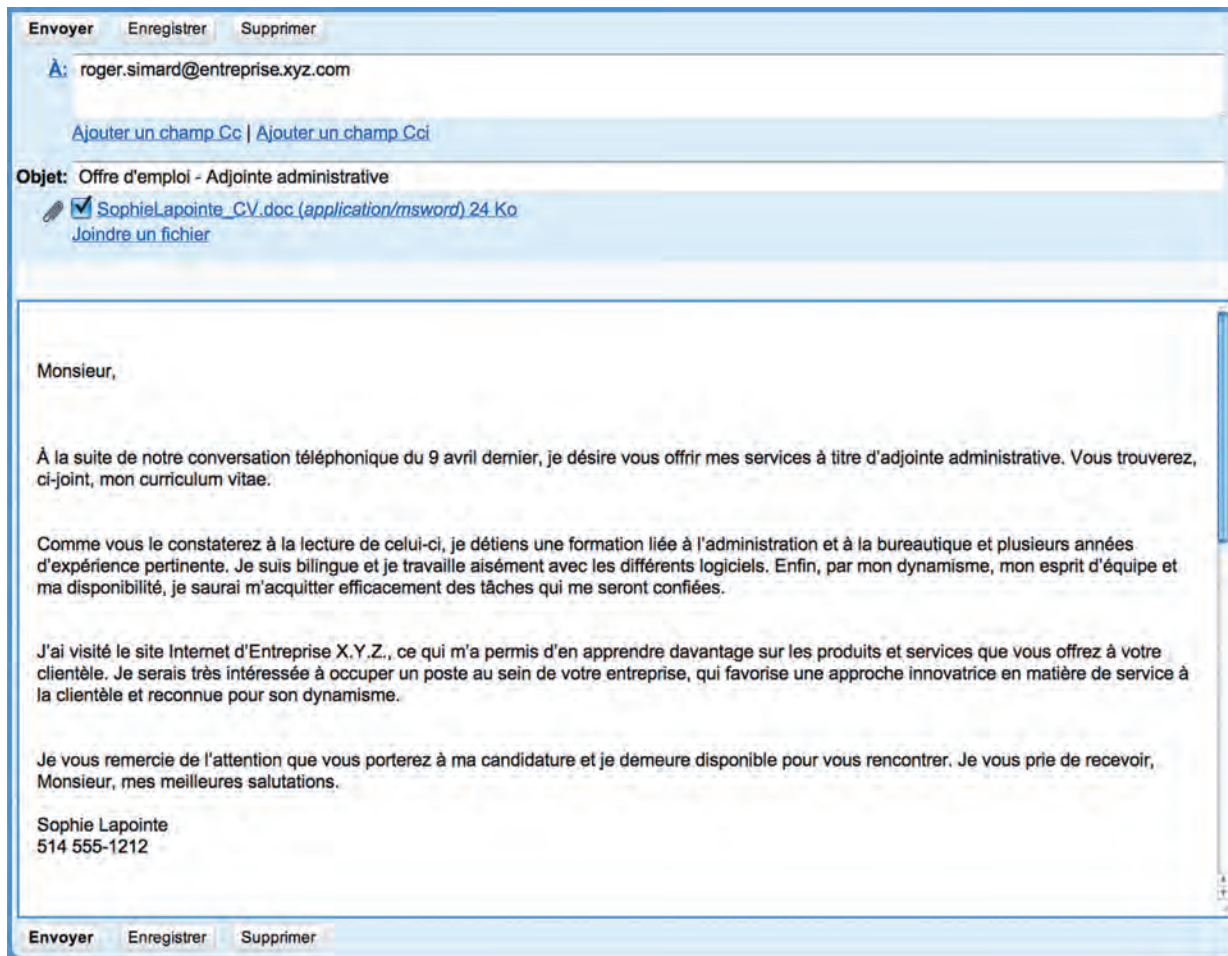 Envoyer Enregistrer Supprimer
À: roger.simard@entreprise.xyz.com
Ajouter un champ Cc | Ajouter un champ Cci
Objet: Offre d'emploi - Adjointe administrative
SophieLapointe_CV.doc (application/msword) 24 Ko
Joindre un fichier
Monsieur,
À la suite de notre conversation téléphonique du 9 avril dernier, je désire vous offrir mes services à titre d'adjointe administrative. Vous trouverez,
ci-joint, mon curriculum vitae.
Comme vous le constaterez à la lecture de celui-ci, je détiens une formation liée à l'administration et à la bureautique et plusieurs années
d'expérience pertinente. Je suis bilingue et je travaille aisément avec les différents logiciels. Enfin, par mon dynamisme, mon esprit d'équipe et
ma disponibilité, je saurai m'acquitter efficacement des tâches qui me seront confiées.
J'ai visité le site Internet d'Entreprise X.Y.Z., ce qui m'a permis d'en apprendre davantage sur les produits et services que vous offrez à votre
clientèle. Je serais très intéressée à occuper un poste au sein de votre entreprise, qui favorise une approche innovatrice en matière de service à
la clientèle et reconnue pour son dynamisme.
Je vous remercie de l'attention que vous porterez à ma candidature et je demeure disponible pour vous rencontrer. Je vous prie de recevoir,
Monsieur, mes meilleures salutations.
Sophie Lapointe
514 555-1212
Envoyer Enregistrer Supprimer